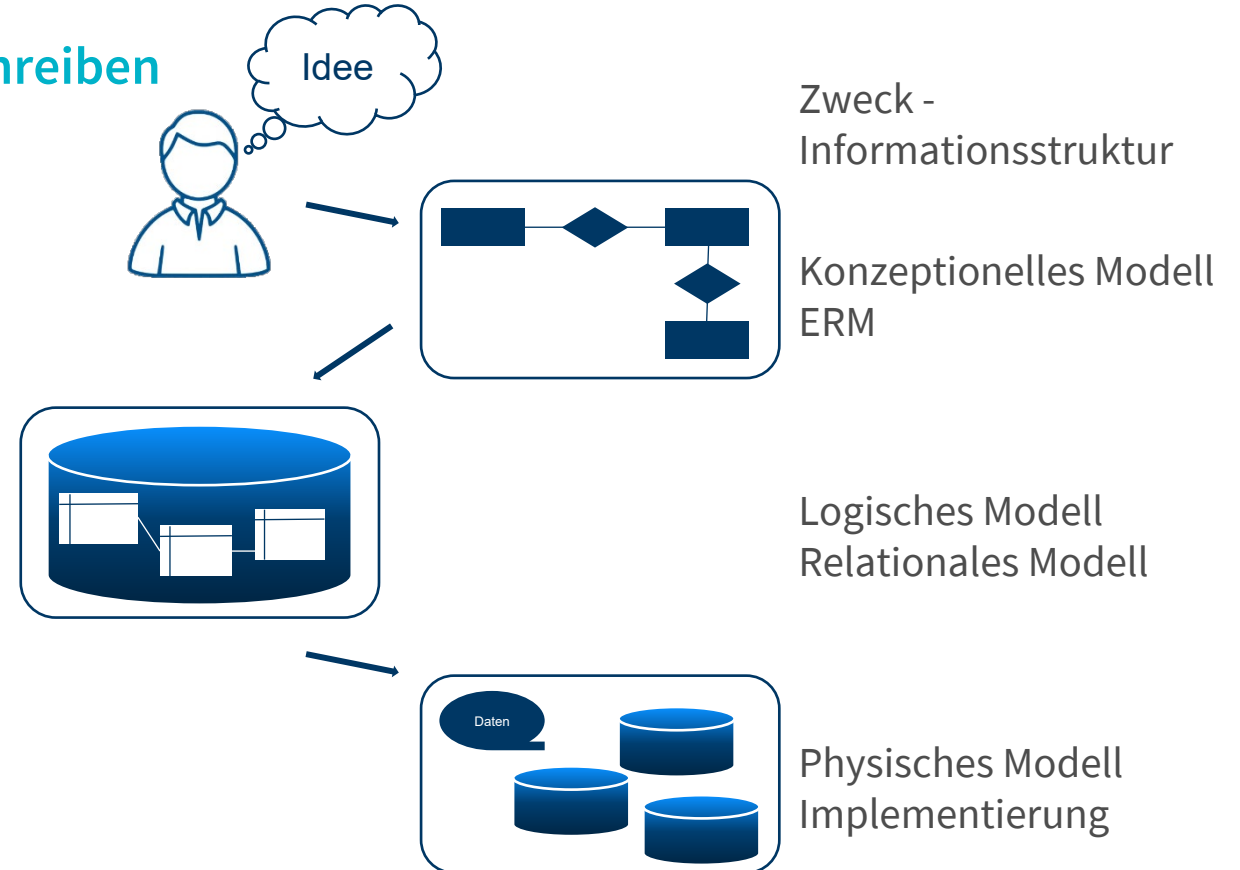 hreiben
Idee
Zweck -
Informationsstruktur
Konzeptionelles Modell
ERM
Logisches Modell
Relationales Modell
Daten
Physisches Modell
Implementierung